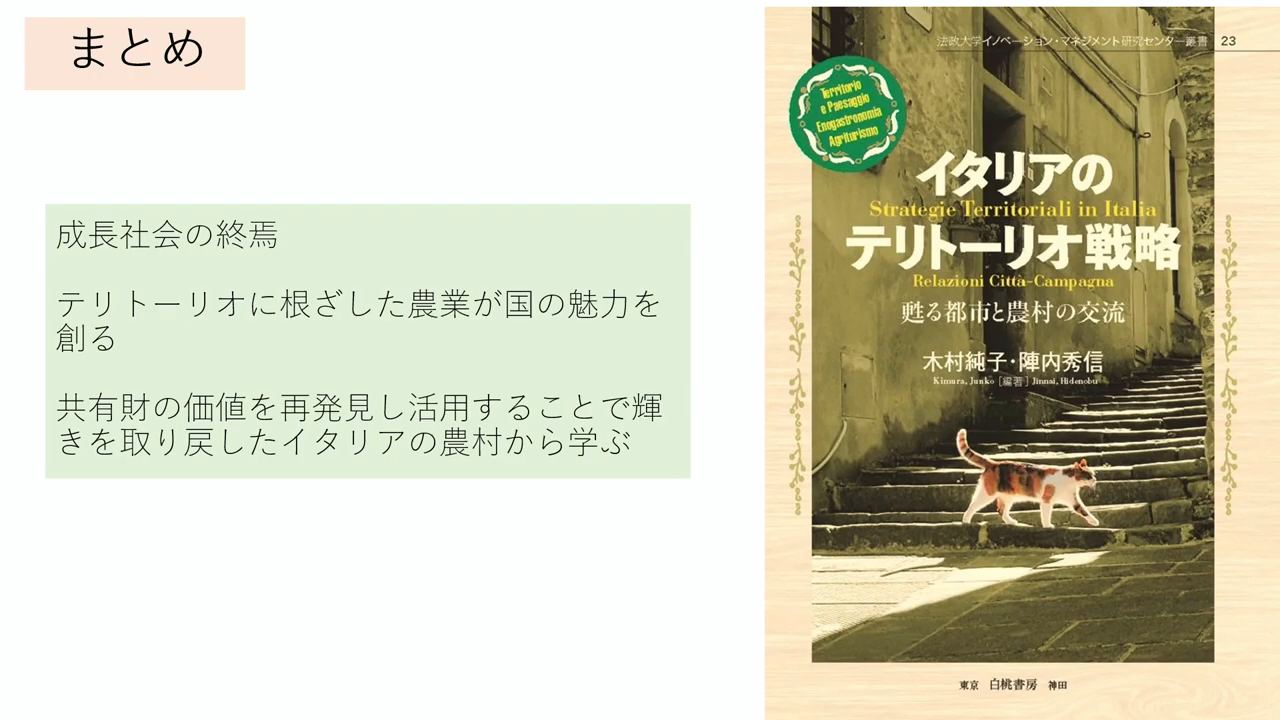 まとめ
成長社会の終焉
テリトーリオに根ざした農業が国の魅力を
創る
共有財の価値を再発見し活用することで輝
きを取り戻したイタリアの農村から学ぶ
法政大学イノベーション・マネジメント研究センター叢書 23
Territorio
e Paesaggio
Enogastronomia
Agriturismo
イタリアの
Strategie Territoriali in Italia
テリトーリオ戦略
Relazioni Città-Campagna
甦る都市と農村の交流
木村純子・陣内秀信
Kimura, Junko [編著] Jinnai, Hidenobu
東京 白桃書房 神田